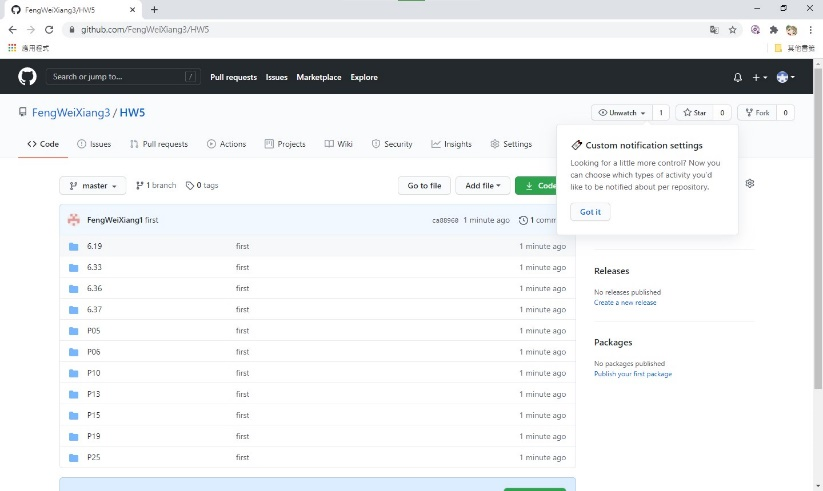 FengWeiXiang3/HW5
github.com/FengWeiXiang3/HW5
應用程式
其他書籤
Search or jump to...
/
Pull requests Issues Marketplace Explore
FengWeiXiang3 / HW5
Unwatch 1 Star 0 Fork 0
Code Issues Pull requests Actions Projects Wiki Security Insights Settings
Custom notification settings
Looking for a little more control? Now you
can choose which types of activity you'd
like to be notified about per repository.
Got it
master 1 branch 0 tags Go to file Add file Code
FengWeiXiang1 first ca88960 1 minute ago 1 comm
6.19 first 1 minute ago
6.33 first 1 minute ago
6.36 first 1 minute ago
6.37 first 1 minute ago
P05 first 1 minute ago
P06 first 1 minute ago
P10 first 1 minute ago
P13 first 1 minute ago
P15 first 1 minute ago
P19 first 1 minute ago
P25 first 1 minute ago
Releases
No releases published
Create a new release
Packages
No packages published
Publish your first package